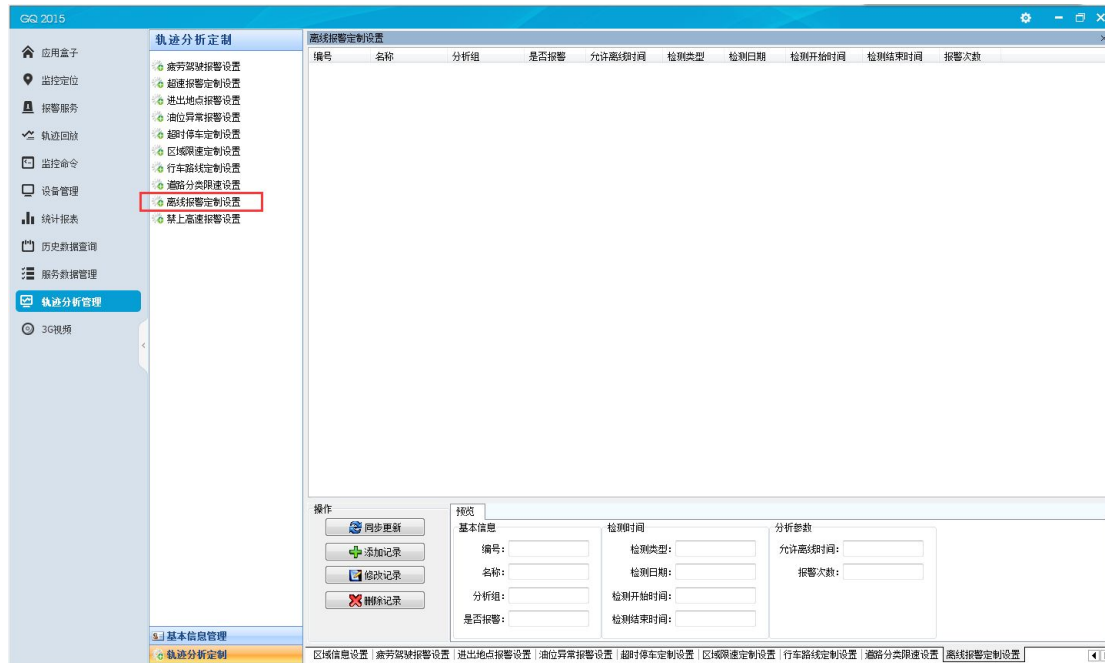 GQ 2015
应用盒子
监控定位
报警服务
轨迹回放
监控命令
设备管理
统计报表
历史数据查询
服务数据管理
轨迹分析管理
3G视频
轨迹分析定制
疲劳驾驶报警设置
超速报警定制设置
进出地点报警设置
油位异常报警设置
超时停车定制设置
区域限速定制设置
行车路线定制设置
道路分类限速设置
离线报警定制设置
禁上高速报警设置
基本信息管理
轨迹分析定制
离线报警定制设置
编号 名称 分析组 是否报警 允许离线时间 检测类型 检测日期 检测开始时间 检测结束时间 报警次数
操作
同步更新
添加记录
修改记录
删除记录
预览
基本信息
编号:
名称:
分析组:
是否报警:
检测时间
检测类型:
检测日期:
检测开始时间:
检测结束时间:
分析参数
允许离线时间:
报警次数:
区域信息设置 疲劳驾驶报警设置 进出地点报警设置 油位异常报警设置 超时停车定制设置 区域限速定制设置 行车路线定制设置 道路分类限速设置 离线报警定制设置